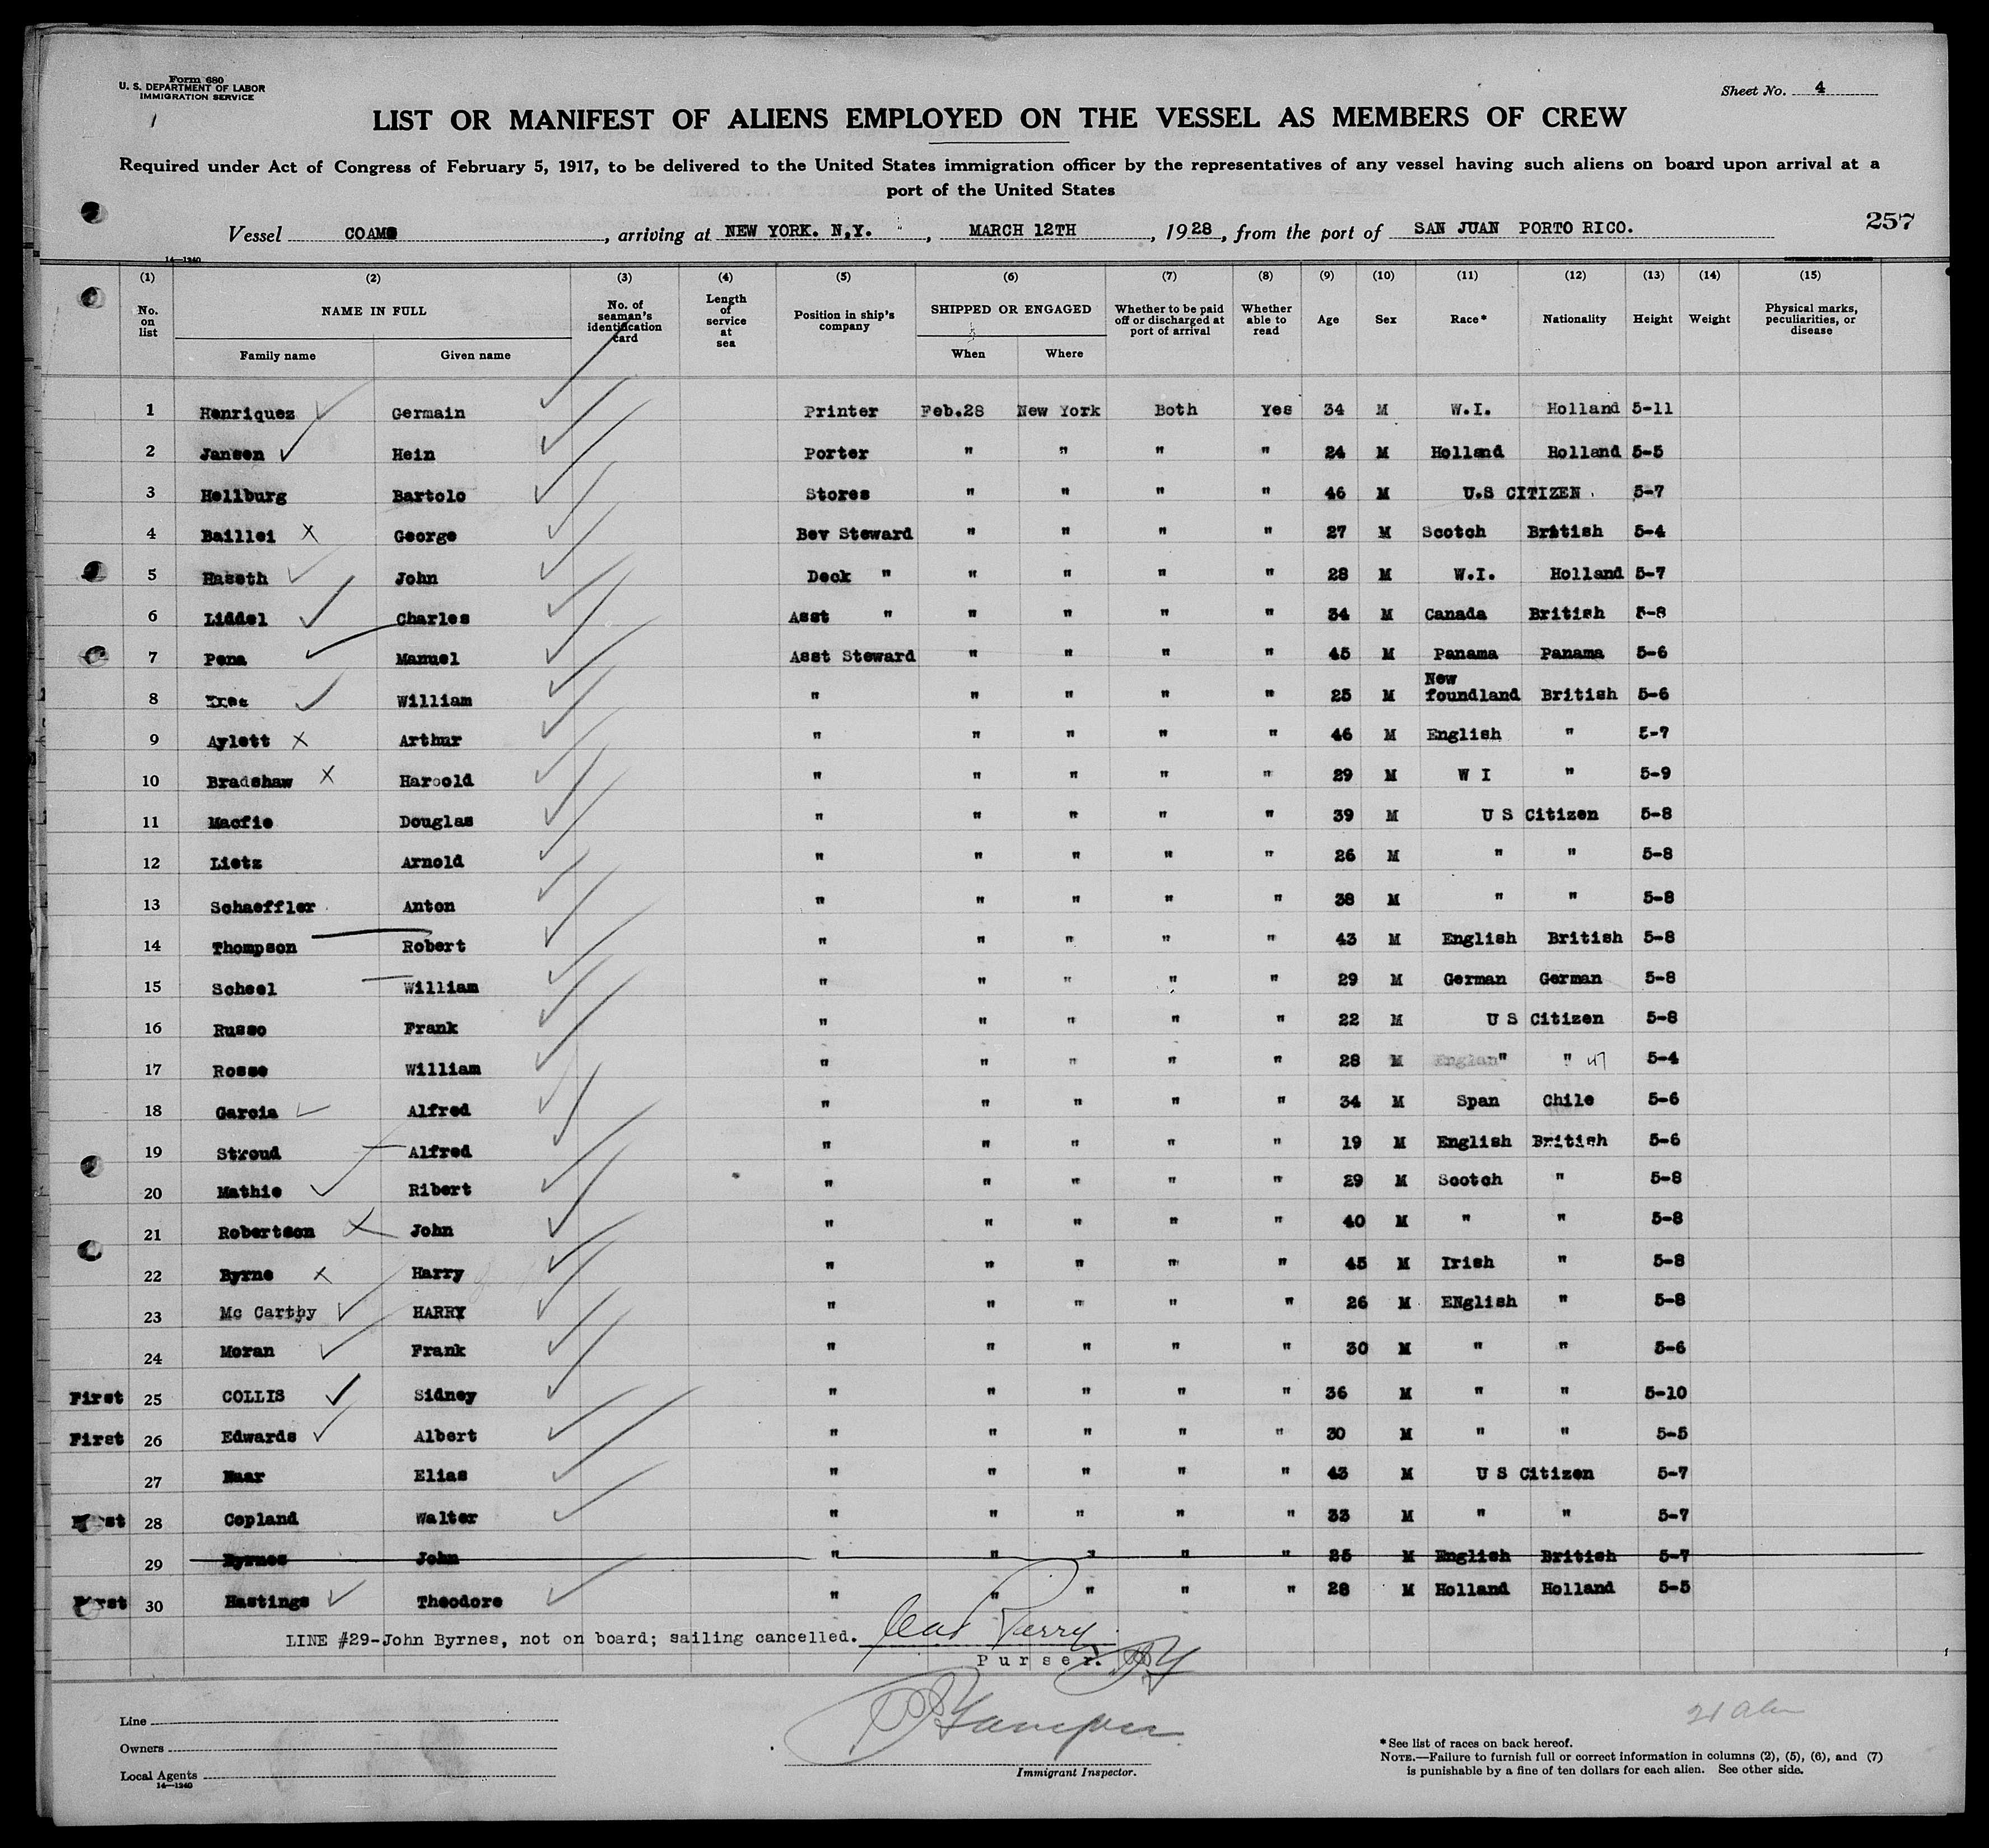 Form 680
U. S. DEPARTMENT OF LABOR
IMMIGRATION SERVICE
Sheet No. 4
LIST OR MANIFEST OF ALIENS EMPLOYED ON THE VESSEL AS MEMBERS OF CREW
Required under Act of Congress of February 5, 1917, to be delivered to the United States immigration officer by the representatives of any vessel having such aliens on board upon arrival at a
port of the United States
Vessel COAMO, arriving at NEW YORK. N.Y., MARCH 12TH, 1928, from the port of SAN JUAN PORTO RICO.
257
14—1240
(1) (2) (3) (4) (5) (6) (7) (8) (9) (10) (11) (12) (13) (14) (15)
No. on list NAME IN FULL Family name Given name No. of seaman's identification card Length of service at sea Position in ship's company SHIPPED OR ENGAGED When Where Whether to be paid off or discharged at port of arrival Whether able to read Age Sex Race* Nationality Height Weight Physical marks, peculiarities, or disease
1 Henriquez Germain Printer Feb.28 New York Both Yes 34 M W.I. Holland 5-11
2 Jansen Hein Porter " " " " 24 M Holland Holland 5-5
3 Hellburg Bartolo Stores " " " " 46 M U.S CITIZEN 5-7
4 Baillei X George Bev Steward " " " " 27 M Scotch British 5-4
5 Haseth John Deck " " " " " 28 M W.I. Holland 5-7
6 Liddel Charles Asst " " " " " 34 M Canada British 5-8
7 Pena Manuel Asst Steward " " " " 45 M Panama Panama 5-6
8 William " " " " " 25 M New foundland British 5-6
9 Aylett X Arthur " " " " " 46 M English " 5-7
10 Bradshaw X Haroold " " " " " 29 M W I " 5-9
11 Macfie Douglas " " " " " 39 M U S Citizen 5-8
12 Lietz Arnold " " " " " 26 M " " 5-8
13 Schaeffler Anton " " " " " 38 M " " 5-8
14 Thompson Robert " " " " " 43 M English British 5-8
15 Scheel William " " " " " 29 M German German 5-8
16 Russo Frank " " " " " 22 M U S Citizen 5-8
17 Rosse William " " " " " 28 M " " 5-4
18 Garcia Alfred " " " " " 34 M Span Chile 5-6
19 Stroud Alfred " " " " " 19 M English British 5-6
20 Mathie Ribert " " " " " 29 M Scotch " 5-8
21 Robertson X John " " " " " 40 M " " 5-8
22 Byrne X Harry " " " " " 45 M Irish " 5-8
23 Mc Carthy HARRY " " " " " 26 M ENglish " 5-8
24 Moran Frank " " " " " 30 M " " 5-6
First 25 COLLIS Sidney " " " " " 36 M " " 5-10
First 26 Edwards Albert " " " " " 30 M " " 5-5
27 Naar Elias " " " " " 43 M U S Citizen 5-7
First 28 Copland Walter " " " " " 33 M " " 5-7
29 Byrnes John " " " " " 25 M English British 5-7
First 30 Hastings Theodore " " " " " 28 M Holland Holland 5-5
LINE #29-John Byrnes, not on board; sailing cancelled.
Purser.
Line
Owners
Local Agents
14—1240
Immigrant Inspector.
*See list of races on back hereof.
NOTE.—Failure to furnish full or correct information in columns (2), (5), (6), and (7)
is punishable by a fine of ten dollars for each alien. See other side.